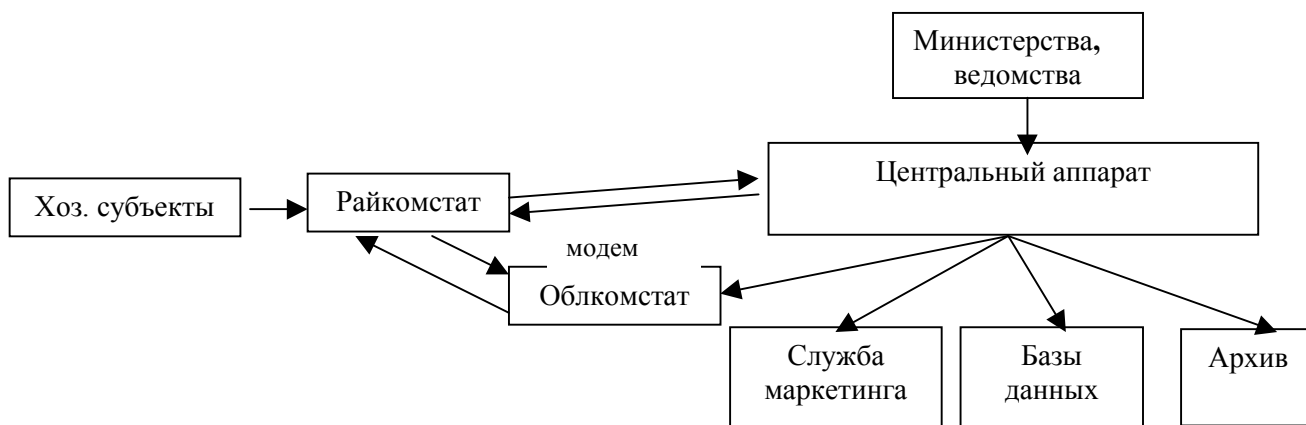 Министерства,
ведомства
Центральный аппарат
Хоз. субъекты
Райкомстат
модем
Облкомстат
Служба
маркетинга
Базы
данных
Архив